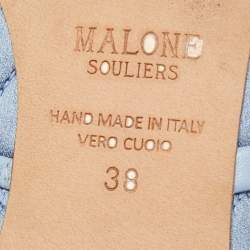 MALONE
SOULIERS
HAND MADE IN ITALY
VERO CUOIO
38